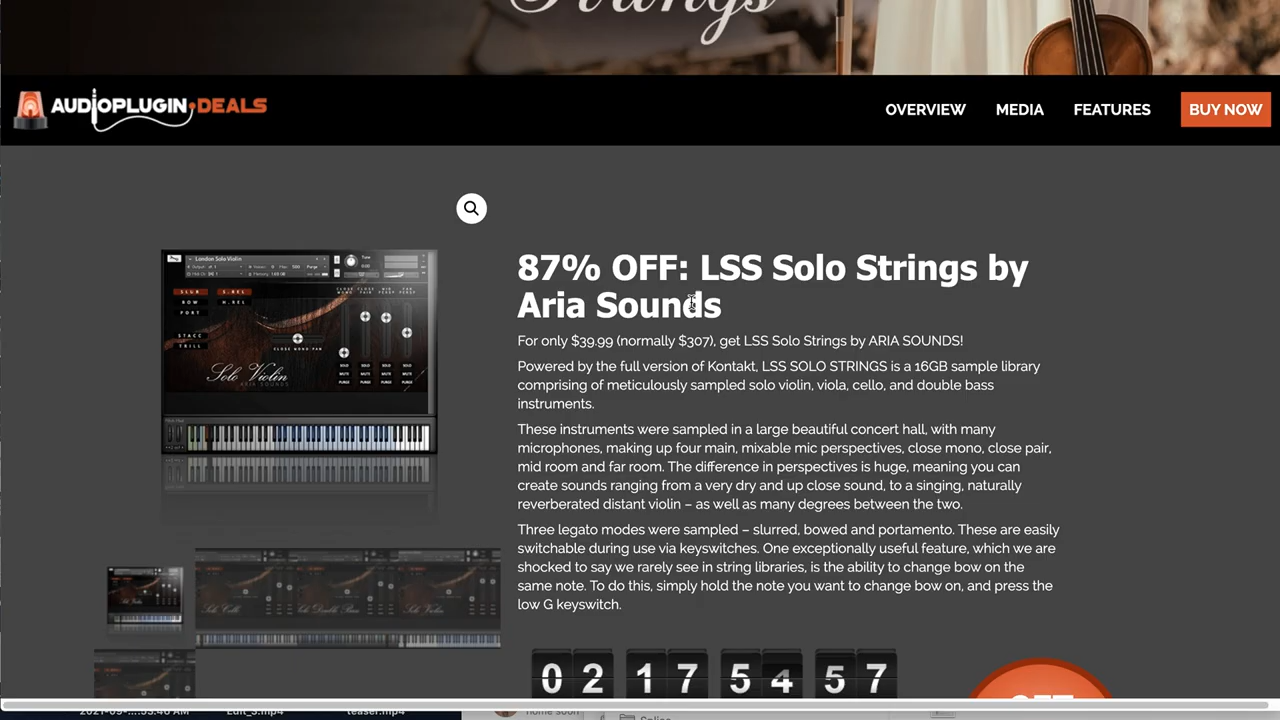 Strings
AUDIOPLUGIN.DEALS
OVERVIEW
MEDIA
FEATURES
BUY NOW
London Solo Violin
Solo Violin
ARIA SOUNDS
87% OFF: LSS Solo Strings by
Aria Sounds
For only $39.99 (normally $307), get LSS Solo Strings by ARIA SOUNDS!
Powered by the full version of Kontakt, LSS SOLO STRINGS is a 16GB sample library
comprising of meticulously sampled solo violin, viola, cello, and double bass
instruments.
These instruments were sampled in a large beautiful concert hall, with many
microphones, making up four main, mixable mic perspectives, close mono, close pair,
mid room and far room. The difference in perspectives is huge, meaning you can
create sounds ranging from a very dry and up close sound, to a singing, naturally
reverberated distant violin – as well as many degrees between the two.
Three legato modes were sampled – slurred, bowed and portamento. These are easily
switchable during use via keyswitches. One exceptionally useful feature, which we are
shocked to say we rarely see in string libraries, is the ability to change bow on the
same note. To do this, simply hold the note you want to change bow on, and press the
low G keyswitch.
02 17 54 57